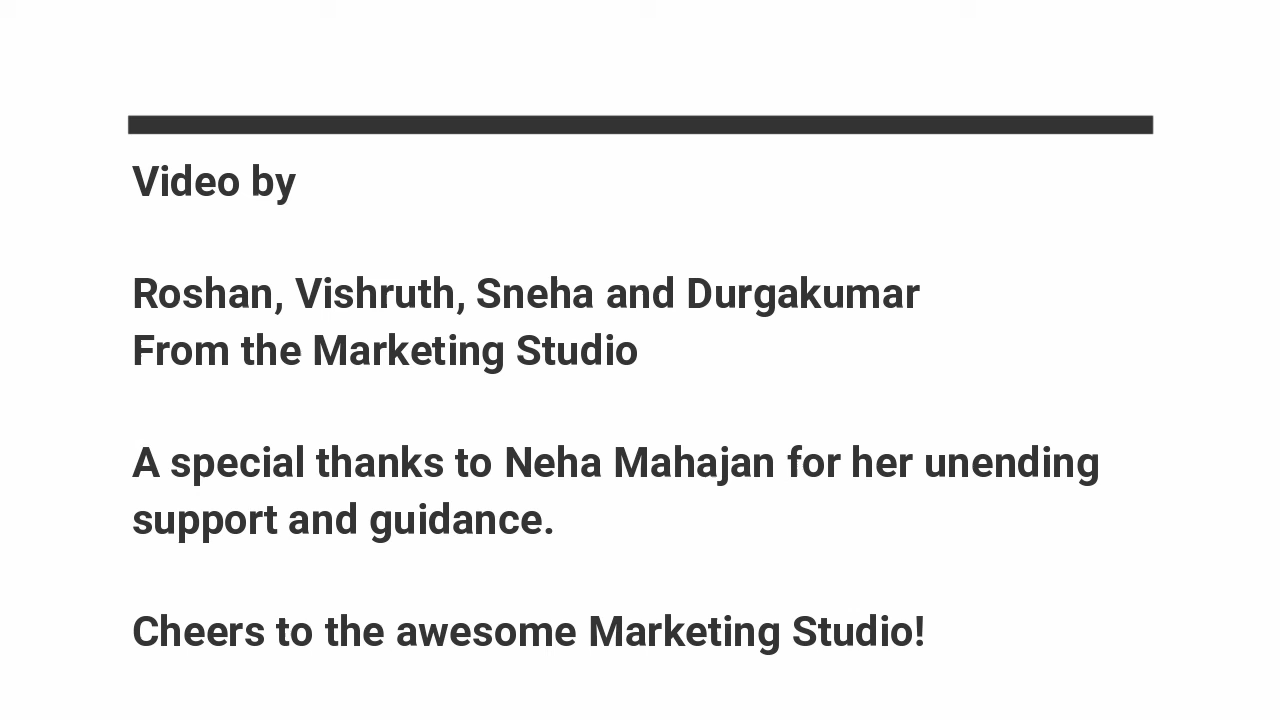 Video by
Roshan, Vishruth, Sneha and Durgakumar
From the Marketing Studio
A special thanks to Neha Mahajan for her unending
support and guidance.
Cheers to the awesome Marketing Studio!